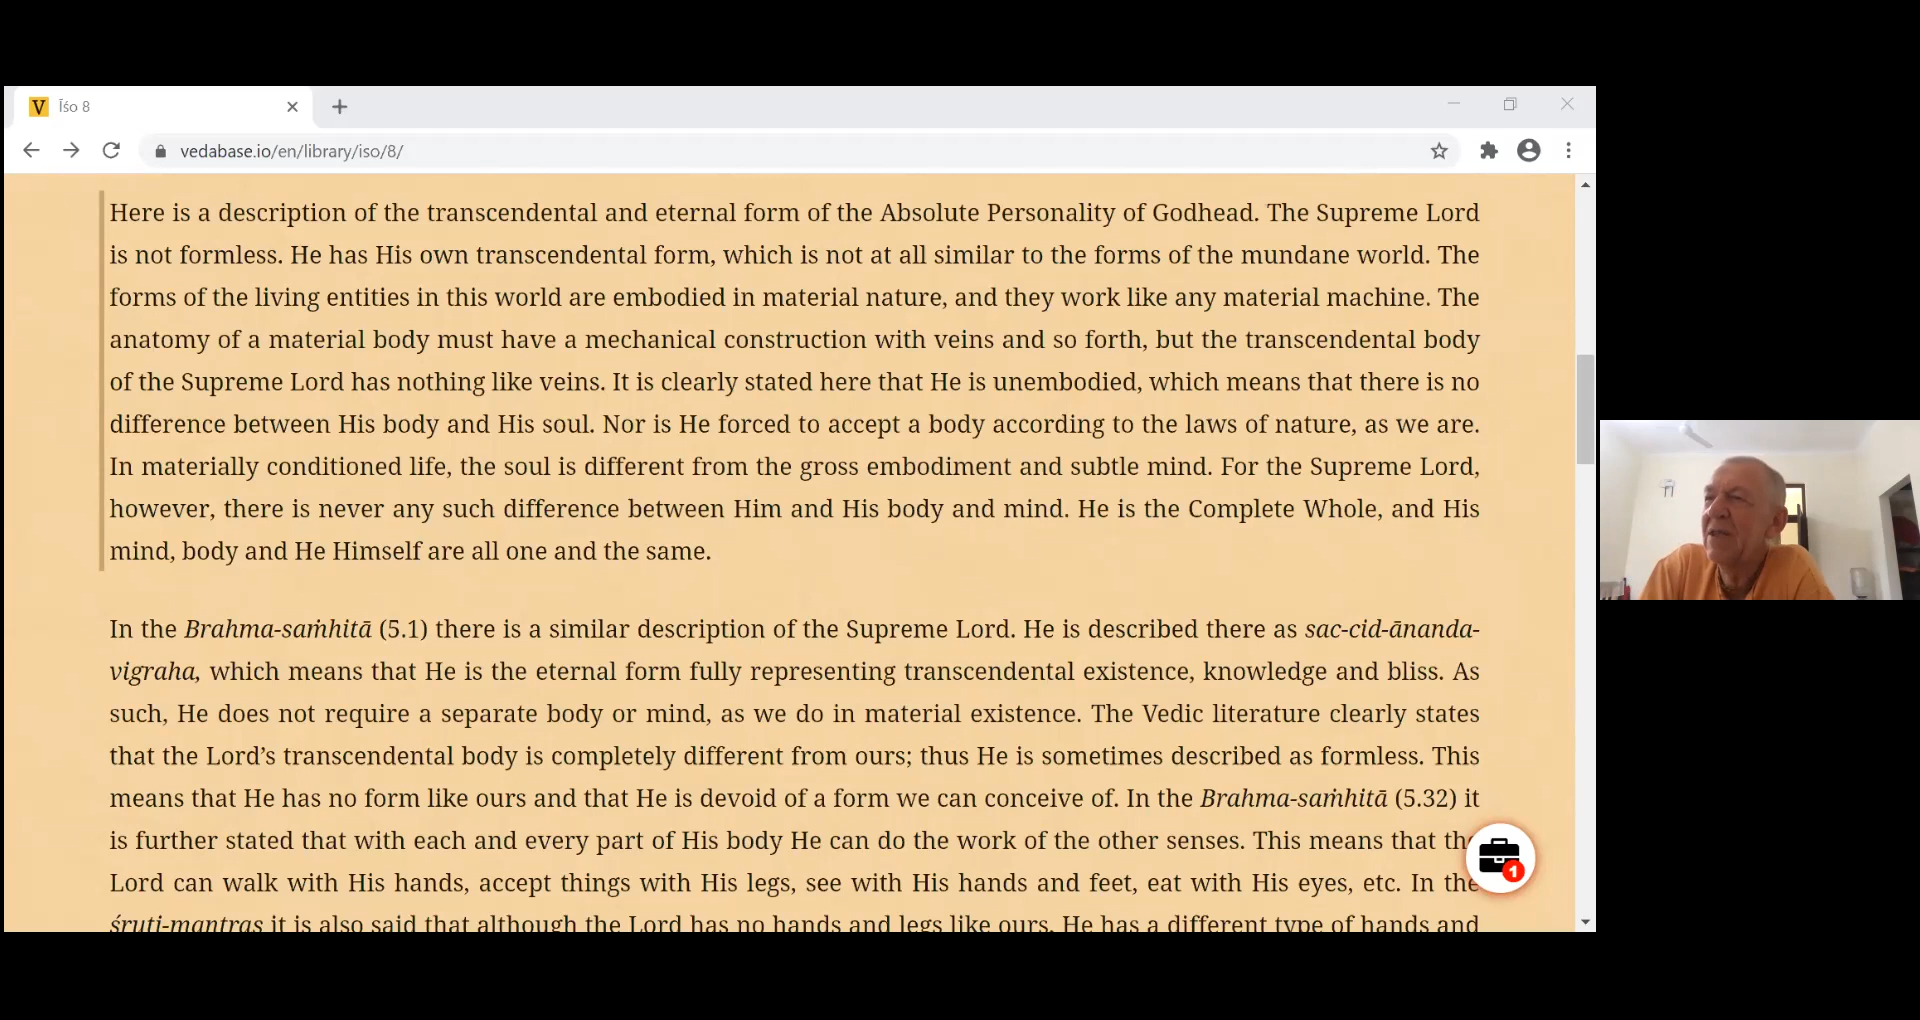 Īśo 8
vedabase.io/en/library/iso/8/
Here is a description of the transcendental and eternal form of the Absolute Personality of Godhead. The Supreme Lord
is not formless. He has His own transcendental form, which is not at all similar to the forms of the mundane world. The
forms of the living entities in this world are embodied in material nature, and they work like any material machine. The
anatomy of a material body must have a mechanical construction with veins and so forth, but the transcendental body
of the Supreme Lord has nothing like veins. It is clearly stated here that He is unembodied, which means that there is no
difference between His body and His soul. Nor is He forced to accept a body according to the laws of nature, as we are.
In materially conditioned life, the soul is different from the gross embodiment and subtle mind. For the Supreme Lord,
however, there is never any such difference between Him and His body and mind. He is the Complete Whole, and His
mind, body and He Himself are all one and the same.
In the Brahma-saṁhitā (5.1) there is a similar description of the Supreme Lord. He is described there as sac-cid-ānanda-
vigraha, which means that He is the eternal form fully representing transcendental existence, knowledge and bliss. As
such, He does not require a separate body or mind, as we do in material existence. The Vedic literature clearly states
that the Lord’s transcendental body is completely different from ours; thus He is sometimes described as formless. This
means that He has no form like ours and that He is devoid of a form we can conceive of. In the Brahma-saṁhitā (5.32) it
is further stated that with each and every part of His body He can do the work of the other senses. This means that the
Lord can walk with His hands, accept things with His legs, see with His hands and feet, eat with His eyes, etc. In the
śruti-mantras it is also said that although the Lord has no hands and legs like ours, He has a different type of hands and
1